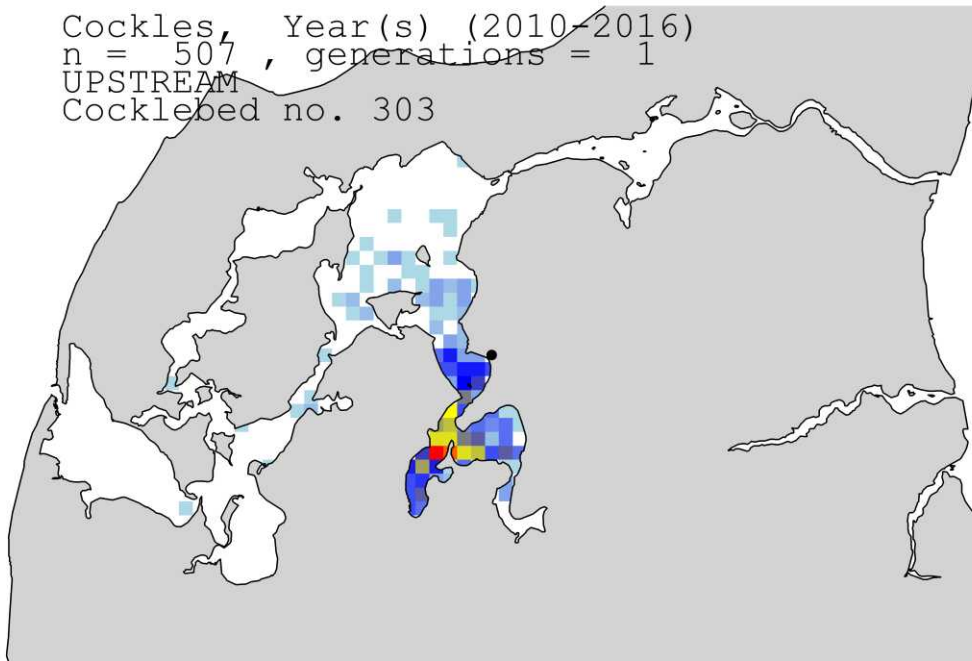 Cockles, Year(s) (2010-2016)
n = 507 , generations = 1
UPSTREAM
Cocklebed no. 303